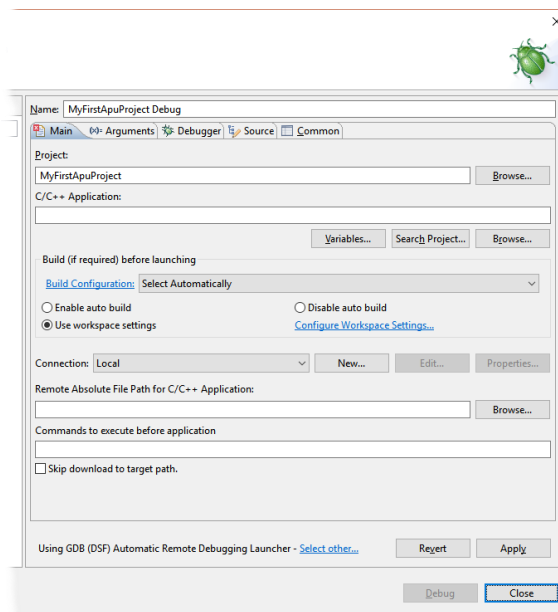 Name: MyFirstApuProject Debug
Main (x)= Arguments Debugger Source Common
Project:
MyFirstApuProject Browse...
C/C++ Application:
Variables... Search Project... Browse...
Build (if required) before launching
Build Configuration: Select Automatically
Enable auto build Disable auto build
Use workspace settings Configure Workspace Settings...
Connection: Local New... Edit... Properties...
Remote Absolute File Path for C/C++ Application:
Browse...
Commands to execute before application
Skip download to target path.
Using GDB (DSF) Automatic Remote Debugging Launcher - Select other... Revert Apply
Debug Close